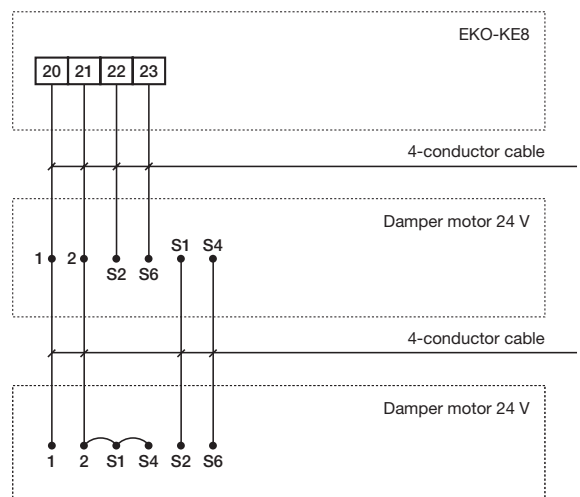 EKO-KE8
20 21 22 23
4-conductor cable
Damper motor 24 V
S1 S4
1 2 S2 S6
4-conductor cable
Damper motor 24 V
1 2 S1 S4 S2 S6